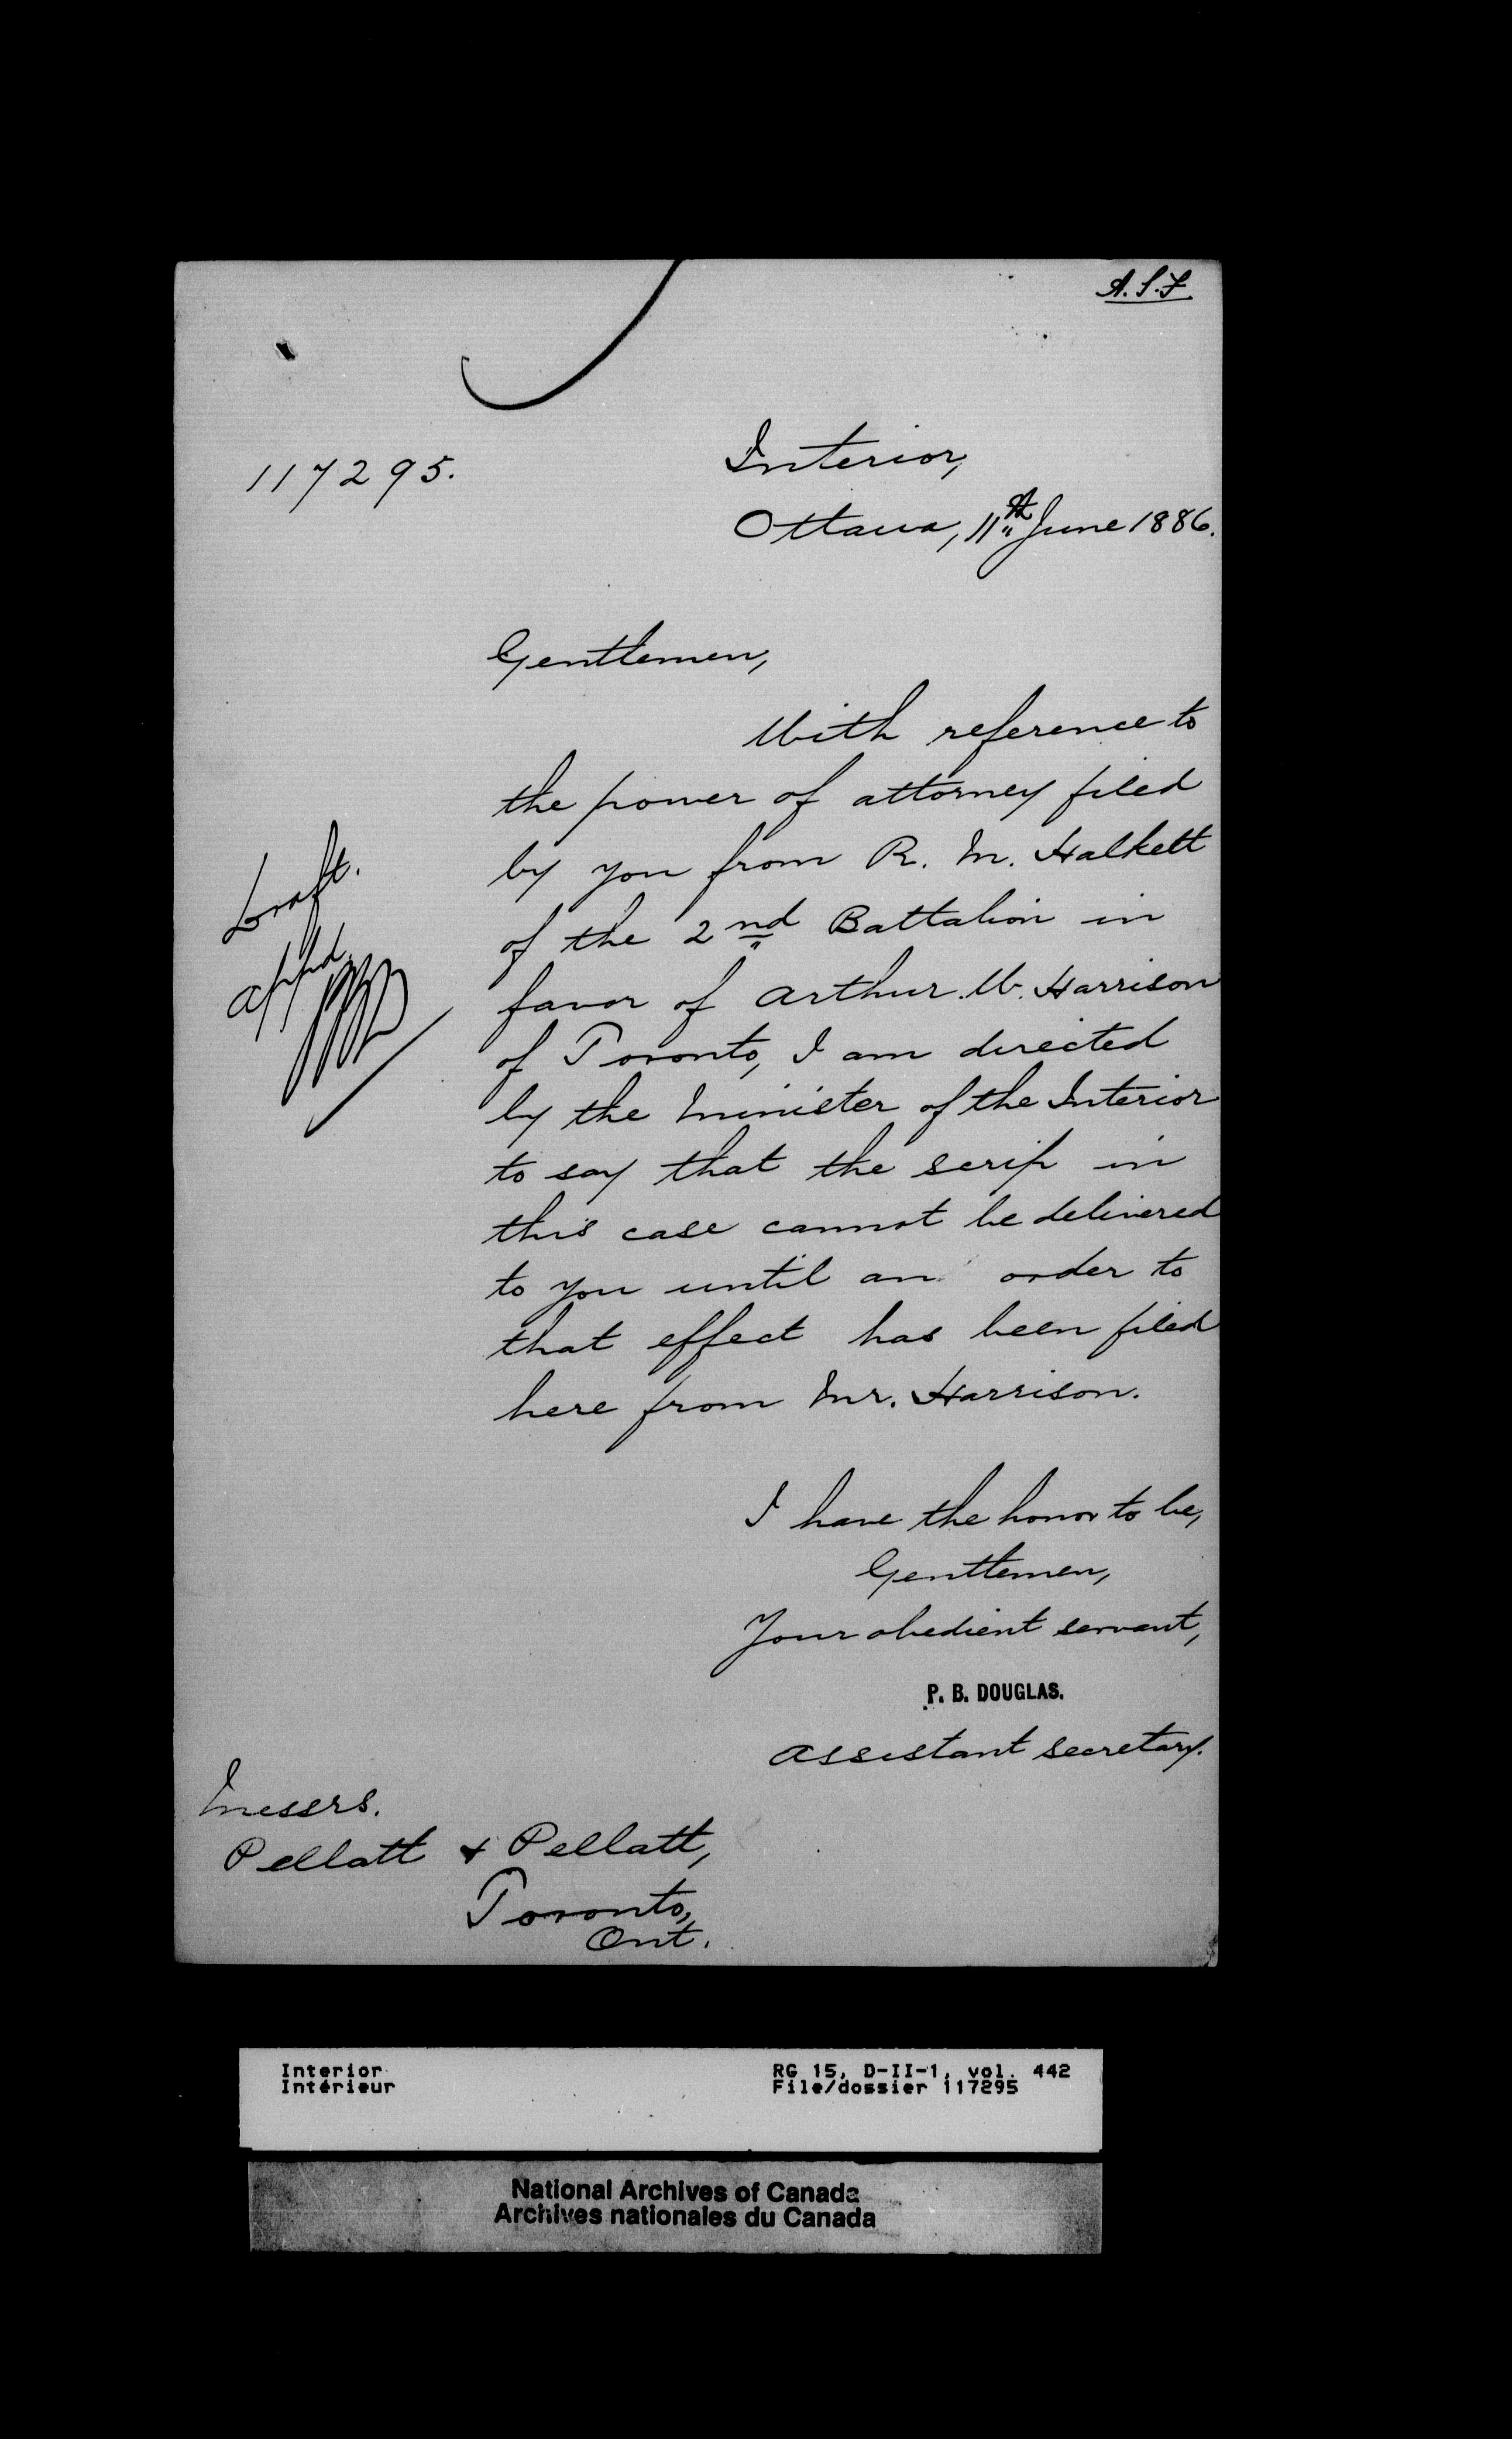 A.S.F.
117295.
Interior,
Ottawa, 11th June 1886.
Gentlemen,
With reference to
the power of attorney filed
by you from R. M. Halkett
of the 2nd Battalion in
favor of Arthur W. Harrison
of Toronto, I am directed
by the Minister of the Interior
to say that the scrip in
this case cannot be delivered
to you until an order to
that effect has been filed
here from Mr. Harrison.
Draft.
appd.
I have the honor to be,
Gentlemen,
Your obedient servant,
P. B. DOUGLAS.
Assistant Secretary.
Messrs.
Pellatt & Pellatt,
Toronto,
Ont.
Interior
Intérieur
RG 15, D-II-1, vol. 442
File/dossier 117295
National Archives of Canada
Archives nationales du Canada